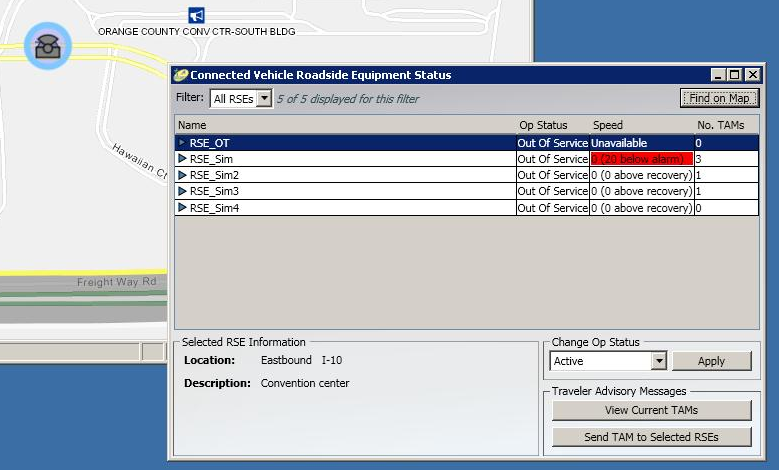 ORANGE COUNTY CONV CTR-SOUTH BLDG
Hawaiian Ct
Freight Way Rd
Connected Vehicle Roadside Equipment Status
Filter: All RSEs 5 of 5 displayed for this filter Find on Map
Name Op Status Speed No. TAMs
RSE_OT Out Of Service Unavailable 0
RSE_Sim Out Of Service 0 (20 below alarm) 3
RSE_Sim2 Out Of Service 0 (0 above recovery) 1
RSE_Sim3 Out Of Service 0 (0 above recovery) 1
RSE_Sim4 Out Of Service 0 (0 above recovery) 0
Selected RSE Information
Location: Eastbound I-10
Description: Convention center
Change Op Status
Active Apply
Traveler Advisory Messages
View Current TAMs
Send TAM to Selected RSEs